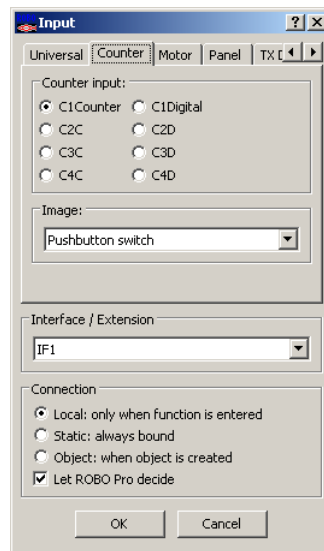 Input
Universal Counter Motor Panel
Counter input:
C1Counter C1Digital
C2C C2D
C3C C3D
C4C C4D
Image:
Pushbutton switch
Interface / Extension
IF1
Connection
Local: only when function is entered
Static: always bound
Object: when object is created
Let ROBO Pro decide
OK Cancel